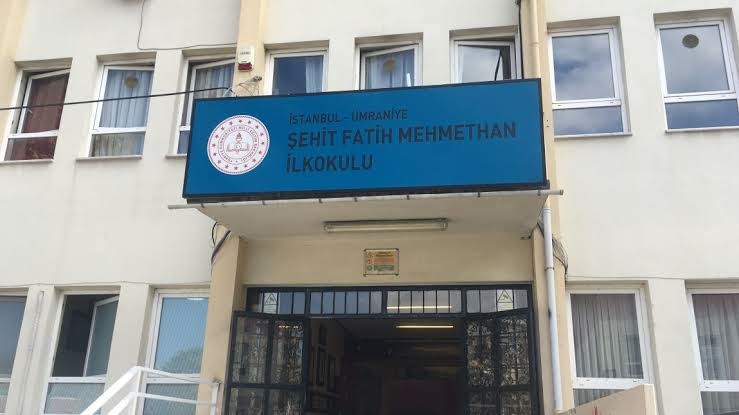 İSTANBUL - ÜMRANİYE
ŞEHİT FATİH MEHMETHAN
İLKOKULU